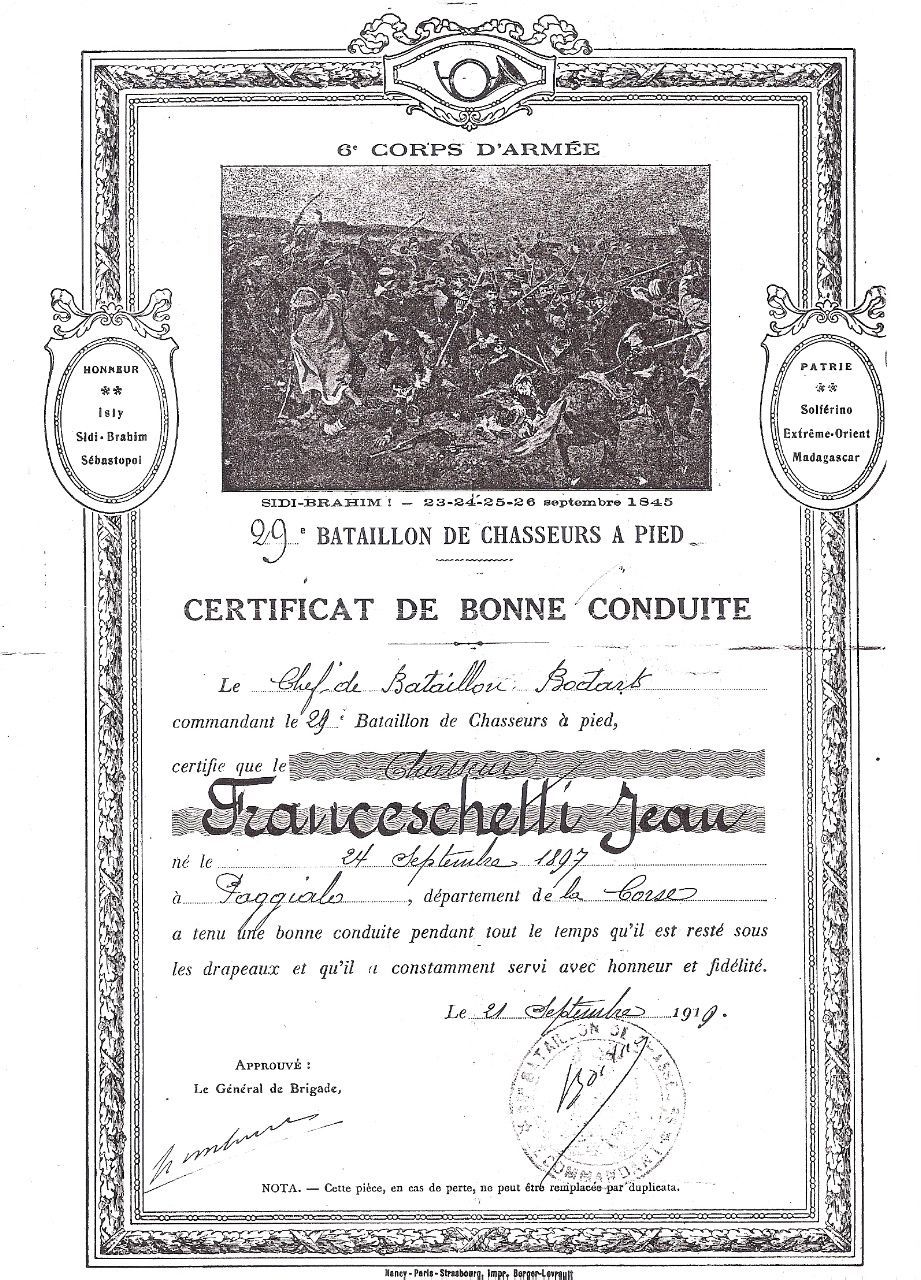 6e CORPS D'ARMÉE
HONNEUR
Isly
Sidi-Brahim
Sébastopol
PATRIE
Solférino
Extrême-Orient
Madagascar
SIDI-BRAHIM ! — 23-24-25-26 septembre 1845
29e BATAILLON DE CHASSEURS A PIED
CERTIFICAT DE BONNE CONDUITE
Le Chef de Bataillon Bodart
commandant le 29e Bataillon de Chasseurs à pied,
certifie que le Chasseur
Franceschetti Jean
né le 24 Septembre 1897
à Poggiolo, département de la Corse
a tenu une bonne conduite pendant tout le temps qu'il est resté sous
les drapeaux et qu'il a constamment servi avec honneur et fidélité.
Le 21 Septembre 1919.
APPROUVÉ :
Le Général de Brigade,
BATAILLON DE CHASSEURS
COMMANDANT
NOTA. — Cette pièce, en cas de perte, ne peut être remplacée par duplicata.
Nancy-Paris-Strasbourg, Impr. Berger-Levrault